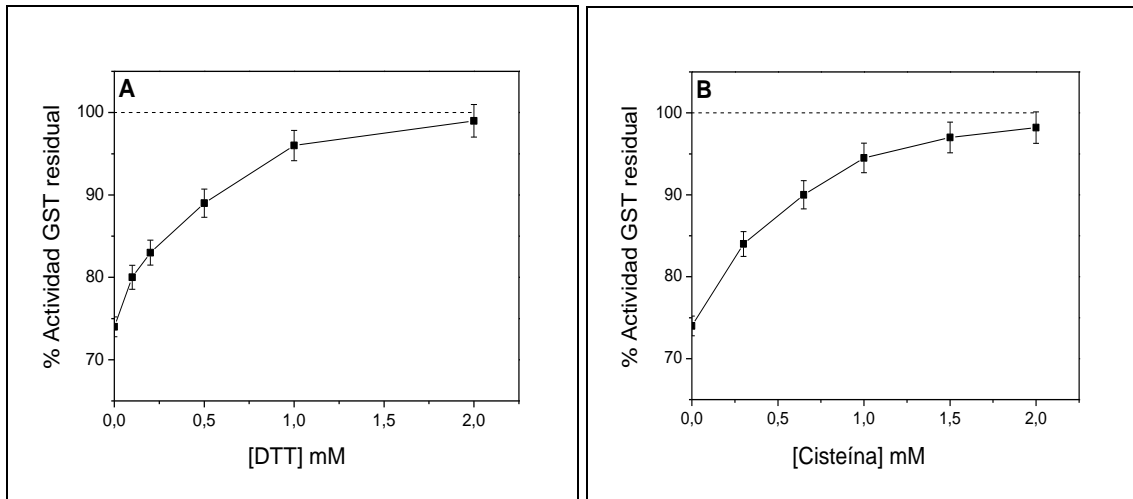 A
% Actividad GST residual
100
90
80
70
0,0 0,5 1,0 1,5 2,0
[DTT] mM
B
% Actividad GST residual
100
90
80
70
0,0 0,5 1,0 1,5 2,0
[Cisteína] mM